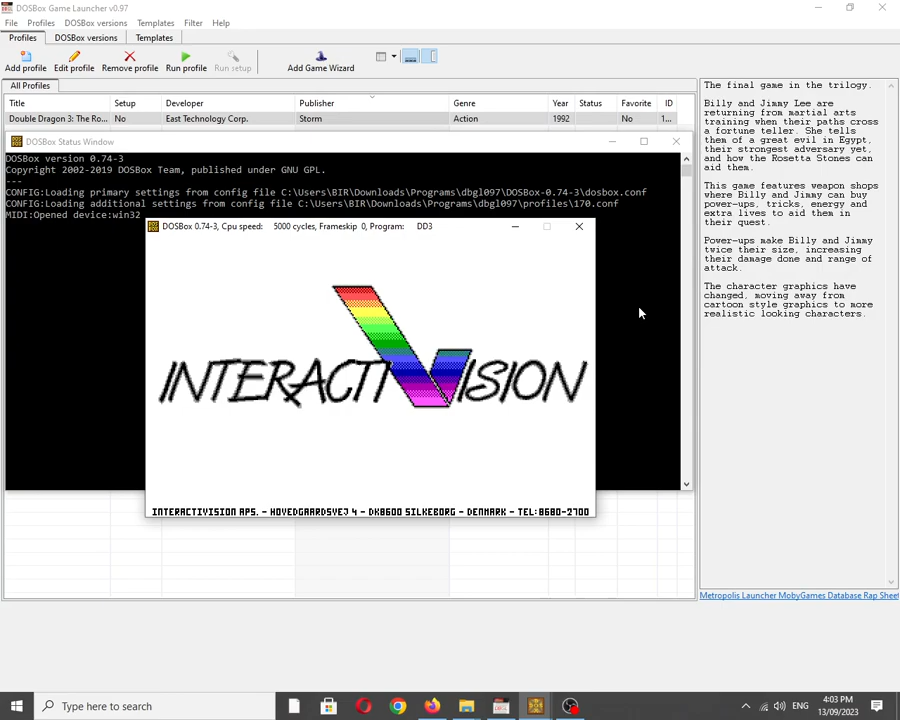 DOSBox Game Launcher v0.97
File Profiles DOSBox versions Templates Filter Help
Profiles DOSBox versions Templates
Add profile Edit profile Remove profile Run profile Run setup Add Game Wizard
All Profiles
Title Setup Developer Publisher Genre Year Status Favorite ID
Double Dragon 3: The Ro... No East Technology Corp. Storm Action 1992 No 1...
DOSBox Status Window
DOSBox version 0.74-3
Copyright 2002-2019 DOSBox Team, published under GNU GPL.
---
CONFIG:Loading primary settings from config file C:\Users\BIR\Downloads\Programs\dbgl097\DOSBox-0.74-3\dosbox.conf
CONFIG:Loading additional settings from config file C:\Users\BIR\Downloads\Programs\dbgl097\profiles\170.conf
MIDI:Opened device:win32
DOSBox 0.74-3, Cpu speed: 5000 cycles, Frameskip 0, Program: DD3
INTERACTIVISION
INTERACTIVISION APS. - HOVEDGAARDSVEJ 4 - DK8600 SILKEBORG - DENMARK - TEL:8680-2700
The final game in the trilogy.
Billy and Jimmy Lee are
returning from martial arts
training when their paths cross
a fortune teller. She tells
them of a great evil in Egypt,
their strongest adversary yet,
and how the Rosetta Stones can
aid them.
This game features weapon shops
where Billy and Jimmy can buy
power-ups, tricks, energy and
extra lives to aid them in
their quest.
Power-ups make Billy and Jimmy
twice their size, increasing
their damage done and range of
attack.
The character graphics have
changed, moving away from
cartoon style graphics to more
realistic looking characters.
Metropolis Launcher MobyGames Database Rap Sheet
Type here to search
ENG
4:03 PM
13/09/2023